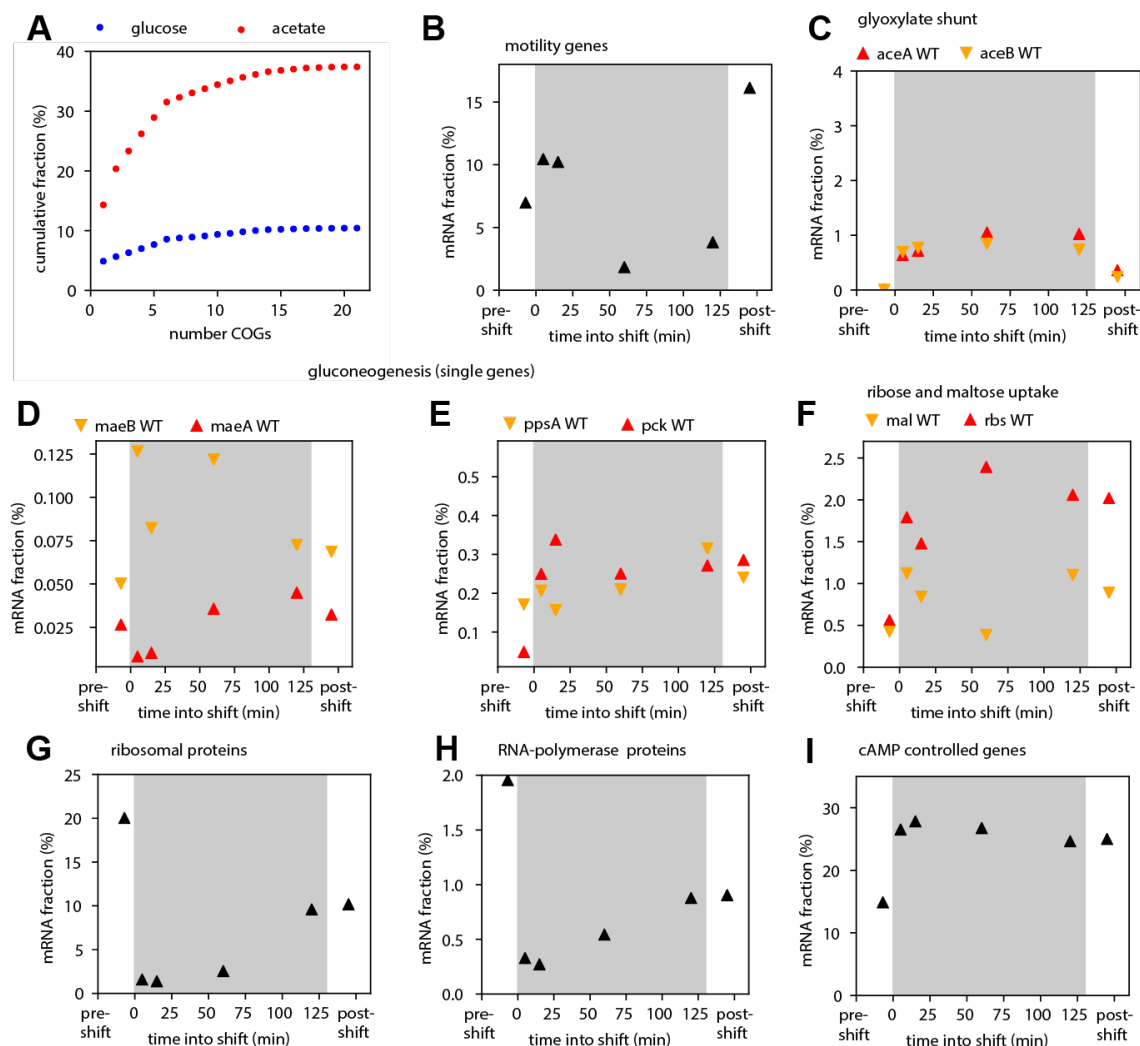 A
glucose
acetate
cumulative fraction (%)
40
30
20
10
0
0
5
10
15
20
number COGs
B
motility genes
mRNA fraction (%)
15
10
5
0
pre-
shift
0
25
50
75
100
125
post-
shift
time into shift (min)
C
glyoxylate shunt
aceA WT
aceB WT
mRNA fraction (%)
4
3
2
1
0
pre-
shift
0
25
50
75
100
125
post-
shift
time into shift (min)
gluconeogenesis (single genes)
D
maeB WT
maeA WT
mRNA fraction (%)
0.125
0.100
0.075
0.050
0.025
pre-
shift
0
25
50
75
100
125
post-
shift
time into shift (min)
E
ppsA WT
pck WT
mRNA fraction (%)
0.5
0.4
0.3
0.2
0.1
pre-
shift
0
25
50
75
100
125
post-
shift
time into shift (min)
F
ribose and maltose uptake
mal WT
rbs WT
mRNA fraction (%)
2.5
2.0
1.5
1.0
0.5
0.0
pre-
shift
0
25
50
75
100
125
post-
shift
time into shift (min)
G
ribosomal proteins
mRNA fraction (%)
25
20
15
10
5
0
pre-
shift
0
25
50
75
100
125
post-
shift
time into shift (min)
H
RNA-polymerase proteins
mRNA fraction (%)
2.0
1.5
1.0
0.5
0.0
pre-
shift
0
25
50
75
100
125
post-
shift
time into shift (min)
I
cAMP controlled genes
mRNA fraction (%)
30
20
10
0
pre-
shift
0
25
50
75
100
125
post-
shift
time into shift (min)